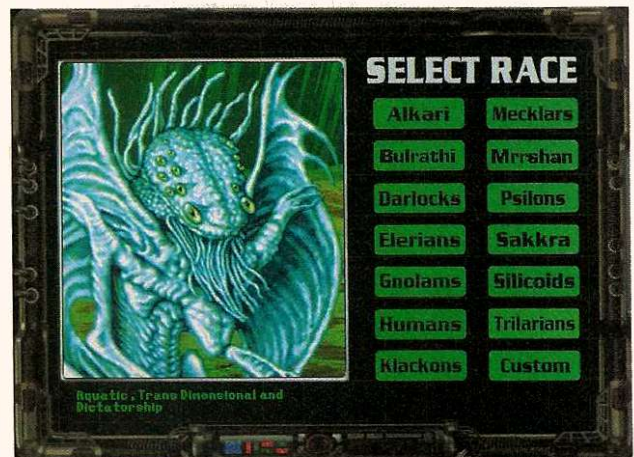 SELECT RACE
Alkari
Mecklars
Bulrathi
Mrrshan
Darlocks
Psilons
Elerians
Sakkra
Gnolams
Silicoids
Humans
Trilarians
Klackons
Custom
Aquatic, Trans Dimensional and
Dictatorship